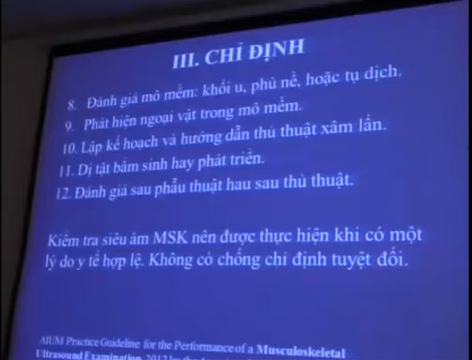 III. CHỈ ĐỊNH
8. Đánh giá mô mềm: khối u, phù nề, hoặc tụ dịch.
9. Phát hiện ngoại vật trong mô mềm.
10. Lập kế hoạch và hướng dẫn thủ thuật xâm lấn.
11. Dị tật bẩm sinh hay phát triển.
12. Đánh giá sau phẫu thuật hau sau thủ thuật.
Kiểm tra siêu âm MSK nên được thực hiện khi có một
lý do y tế hợp lệ. Không có chống chỉ định tuyệt đối.
AIUM Practice Guideline for the Performance of a Musculoskeletal
Ultrasound Examination